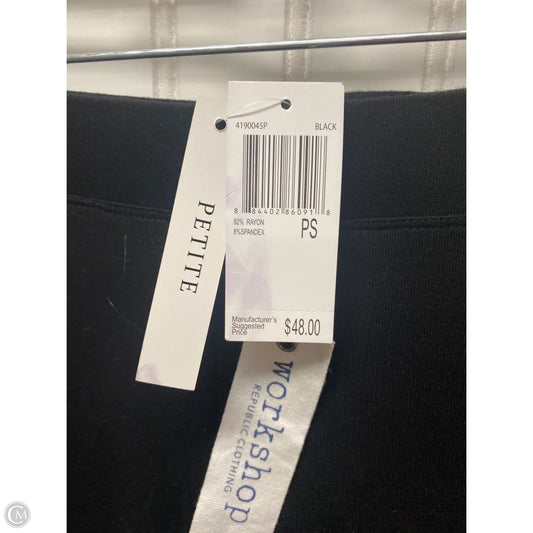 PETITE
419004SP BLACK
8 84402 86091 8
92% RAYON
8%SPANDEX
PS
Manufacturer's
Suggested
Price
$48.00
workshop
REPUBLIC CLOTHING
CM